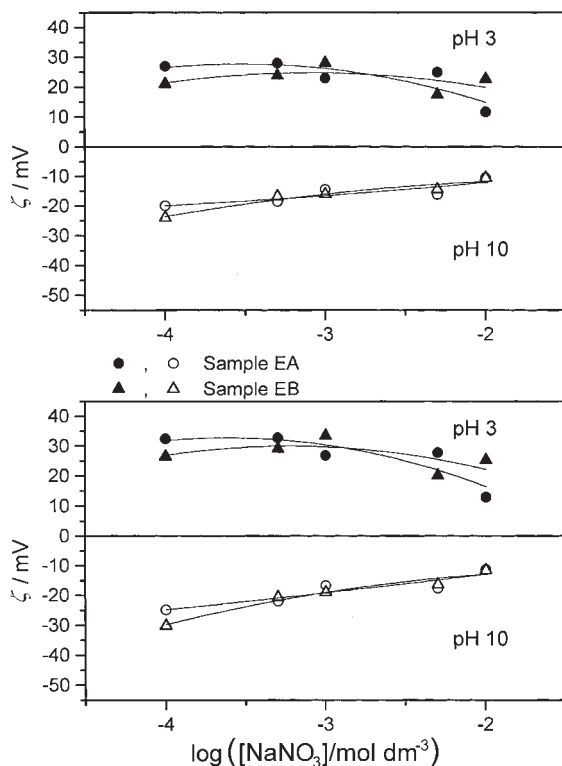 40
30
20
10
0
-10
-20
-30
-40
-50
ζ / mV
pH 3
pH 10
-4 -3 -2
● , ○ Sample EA
▲ , △ Sample EB
40
30
20
10
0
-10
-20
-30
-40
-50
ζ / mV
pH 3
pH 10
-4 -3 -2
log([NaNO₃]/mol dm⁻³)